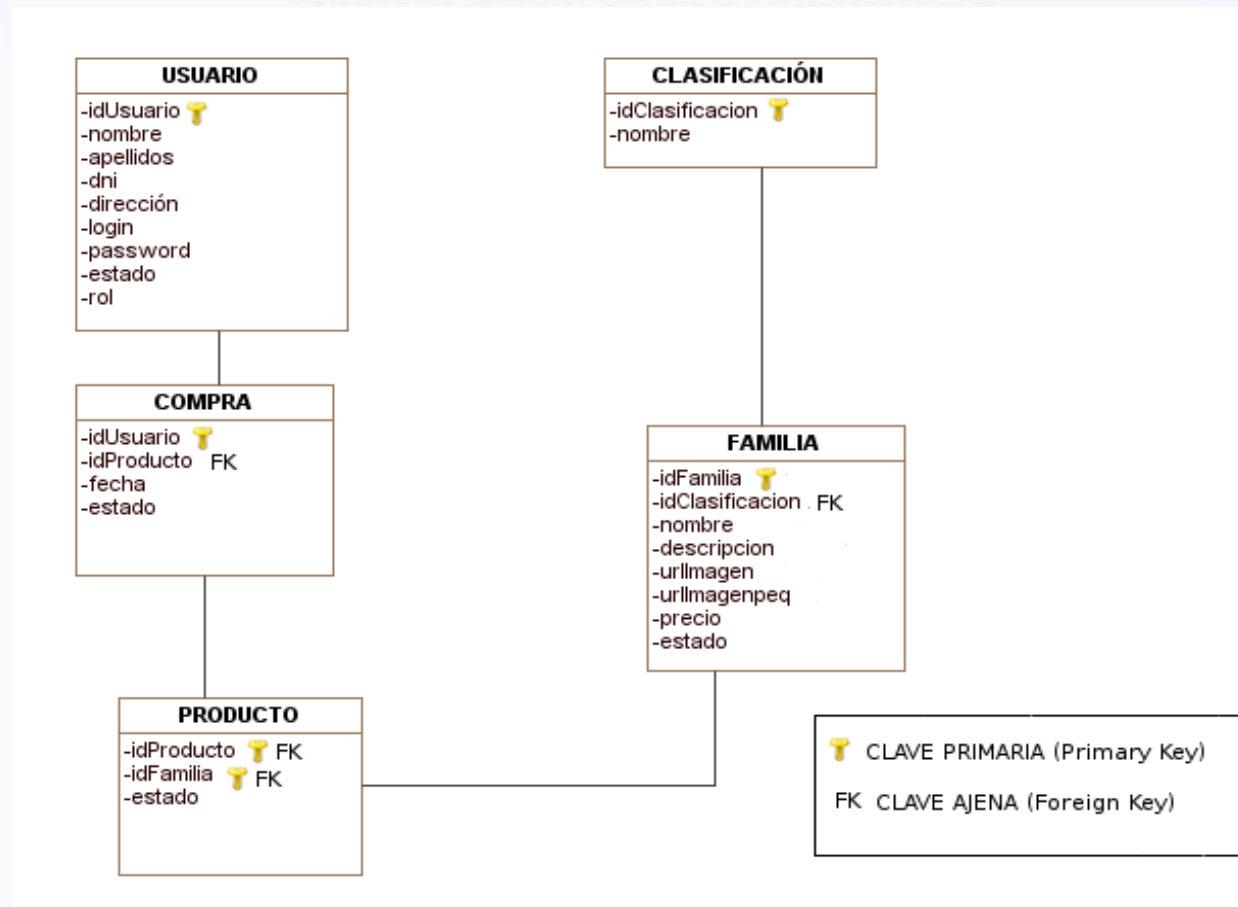 USUARIO
-idUsuario
-nombre
-apellidos
-dni
-dirección
-login
-password
-estado
-rol
CLASIFICACIÓN
-idClasificacion
-nombre
COMPRA
-idUsuario
-idProducto FK
-fecha
-estado
FAMILIA
-idFamilia
-idClasificacion FK
-nombre
-descripcion
-urlImagen
-urlImagenpeq
-precio
-estado
PRODUCTO
-idProducto FK
-idFamilia FK
-estado
CLAVE PRIMARIA (Primary Key)
FK CLAVE AJENA (Foreign Key)